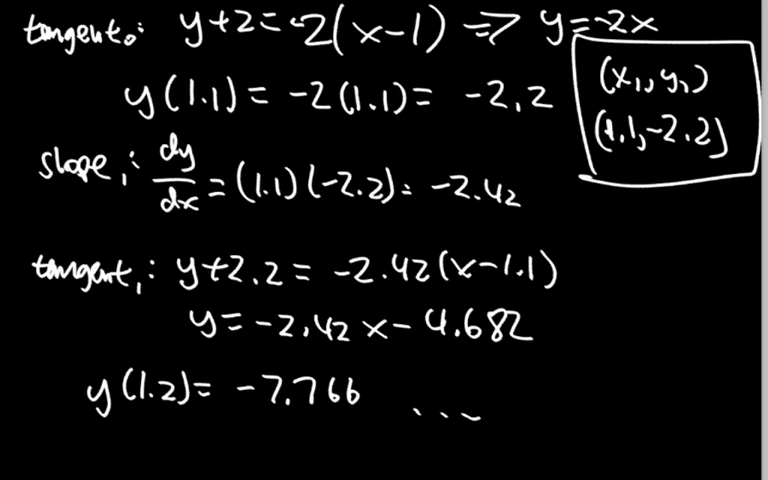 tangent₀: y+2=-2(x-1) ⇒ y=-2x
y(1.1) = -2(1.1) = -2.2
(x₁, y₁)
(1.1, -2.2)
slope₁: dy/dx = (1.1)(-2.2) = -2.42
tangent₁: y+2.2 = -2.42(x-1.1)
y = -2.42x - 4.682
y(1.2) = -7.766 ...